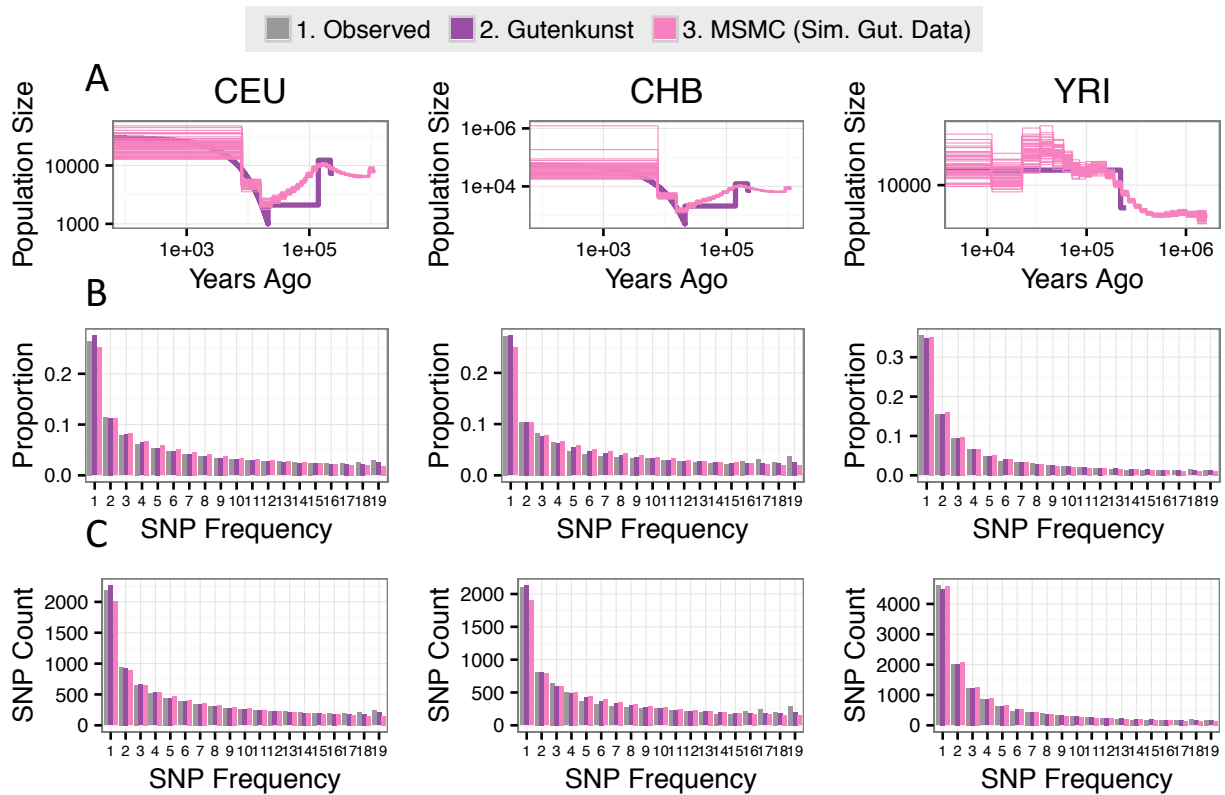 1. Observed 2. Gutenkunst 3. MSMC (Sim. Gut. Data)
A
CEU
CHB
YRI
Population Size
10000
1000
1e+03 1e+05
Years Ago
Population Size
1e+06
1e+04
1e+03 1e+05
Years Ago
Population Size
10000
1e+04 1e+05 1e+06
Years Ago
B
Proportion
0.2
0.1
0.0
1 2 3 4 5 6 7 8 9 10 11 12 13 14 15 16 17 18 19
SNP Frequency
Proportion
0.2
0.1
0.0
1 2 3 4 5 6 7 8 9 10 11 12 13 14 15 16 17 18 19
SNP Frequency
Proportion
0.3
0.2
0.1
0.0
1 2 3 4 5 6 7 8 9 10 11 12 13 14 15 16 17 18 19
SNP Frequency
C
SNP Count
2000
1500
1000
500
0
1 2 3 4 5 6 7 8 9 10 11 12 13 14 15 16 17 18 19
SNP Frequency
SNP Count
2000
1500
1000
500
0
1 2 3 4 5 6 7 8 9 10 11 12 13 14 15 16 17 18 19
SNP Frequency
SNP Count
4000
3000
2000
1000
0
1 2 3 4 5 6 7 8 9 10 11 12 13 14 15 16 17 18 19
SNP Frequency